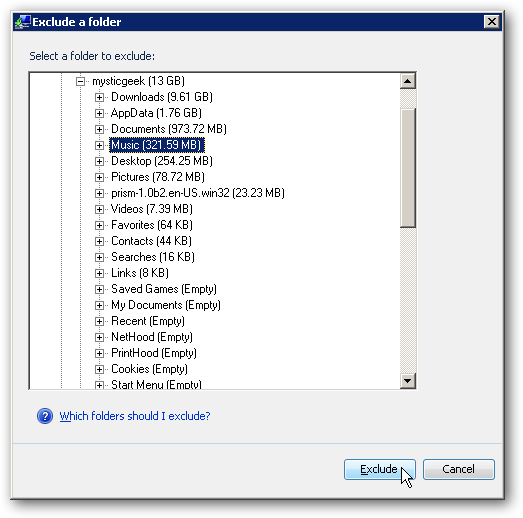 Exclude a folder
Select a folder to exclude:
mysticgeek (13 GB)
Downloads (9.61 GB)
AppData (1.76 GB)
Documents (973.72 MB)
Music (321.59 MB)
Desktop (254.25 MB)
Pictures (78.72 MB)
prism-1.0b2.en-US.win32 (23.23 MB)
Videos (7.39 MB)
Favorites (64 KB)
Contacts (44 KB)
Searches (16 KB)
Links (8 KB)
Saved Games (Empty)
My Documents (Empty)
Recent (Empty)
NetHood (Empty)
PrintHood (Empty)
Cookies (Empty)
Start Menu (Empty)
Which folders should I exclude?
Exclude Cancel